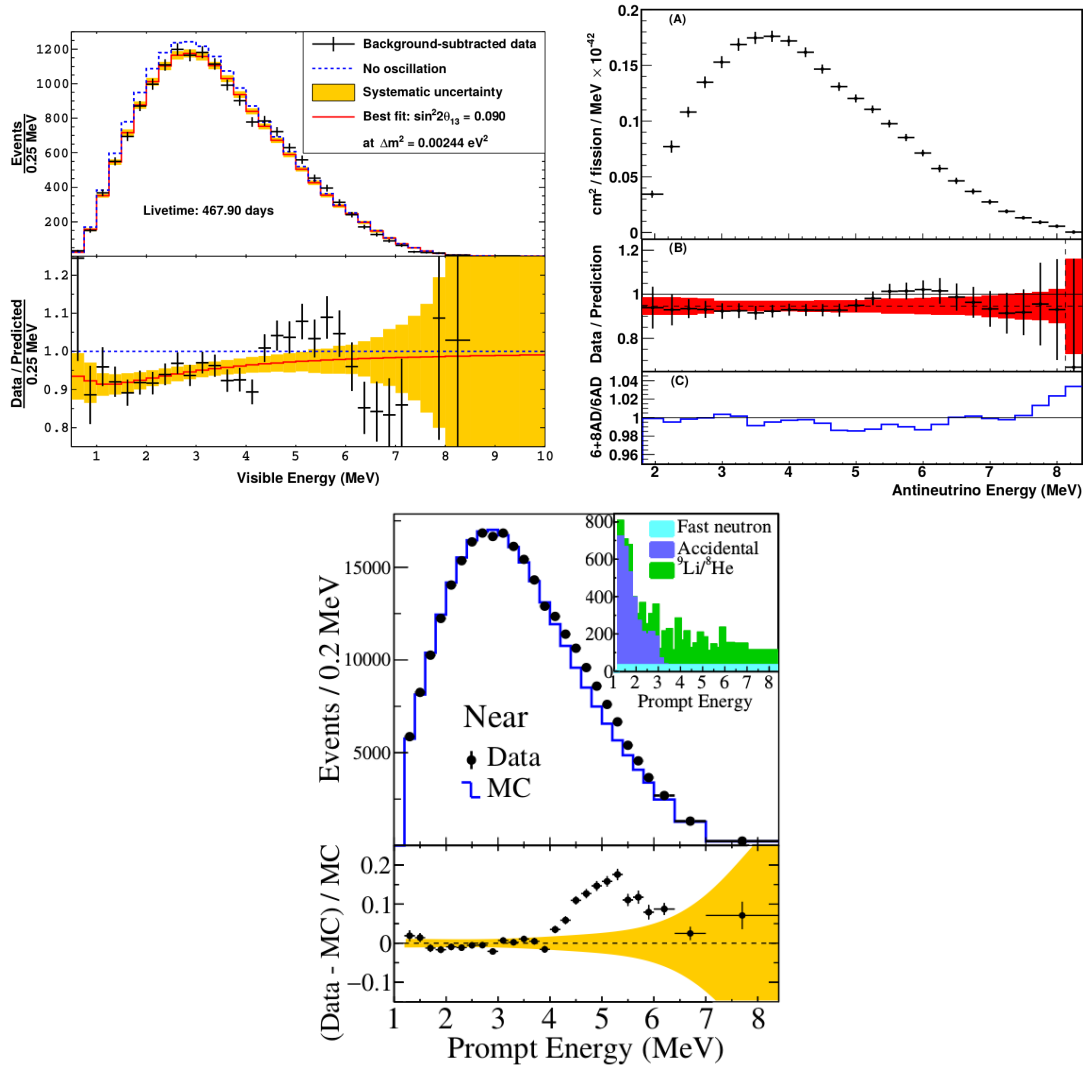 1200
1000
800
600
400
200
Events
0.25 MeV
Background-subtracted data
No oscillation
Systematic uncertainty
Best fit: sin²2θ₁₃ = 0.090
at Δm² = 0.00244 eV²
Livetime: 467.90 days
1.2
1.1
1.0
0.9
0.8
Data / Predicted
0.25 MeV
1 2 3 4 5 6 7 8 9 10
Visible Energy (MeV)
(A)
0.2
0.15
0.1
0.05
0
cm² / fission / MeV × 10⁻⁴²
(B)
1.2
1
0.8
Data / Prediction
(C)
1.04
1
0.98
0.96
6+8AD/6AD
2 3 4 5 6 7 8
Antineutrino Energy (MeV)
15000
10000
5000
Events / 0.2 MeV
Near
Data
MC
800
600
400
200
0
Fast neutron
Accidental
⁹Li/⁸He
1 2 3 4 5 6 7 8
Prompt Energy
0.2
0.1
0
−0.1
(Data - MC) / MC
1 2 3 4 5 6 7 8
Prompt Energy (MeV)